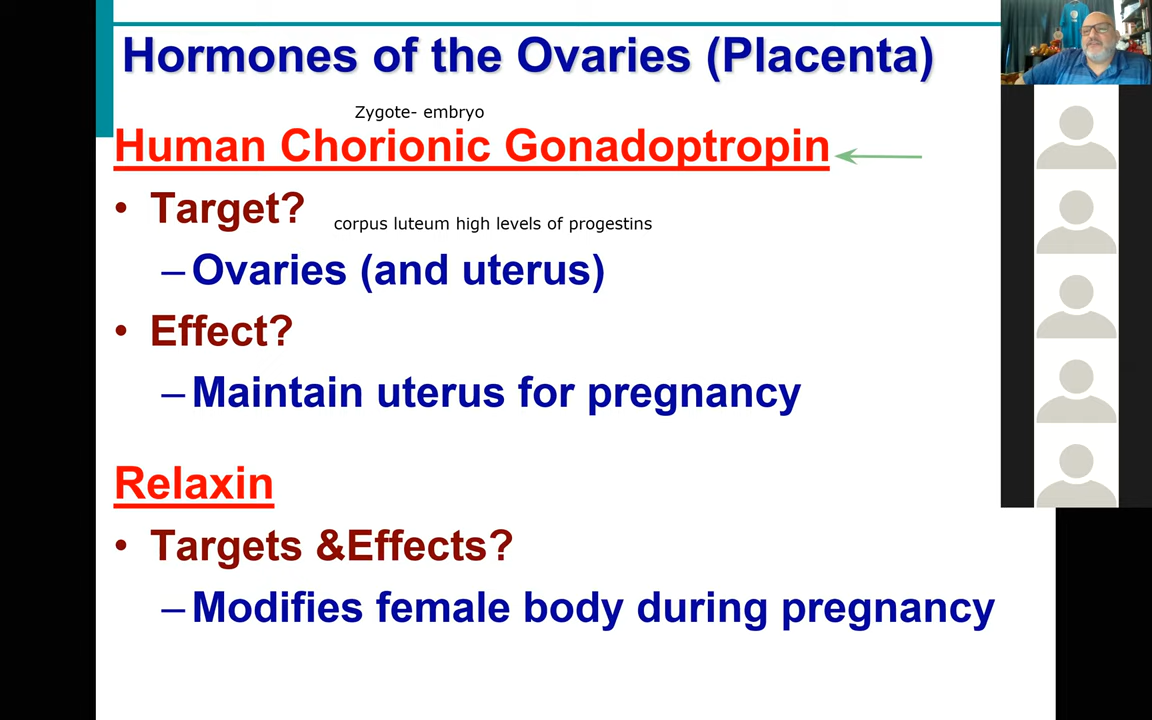 Hormones of the Ovaries (Placenta)
Zygote- embryo
Human Chorionic Gonadoptropin
• Target?
corpus luteum high levels of progestins
–Ovaries (and uterus)
• Effect?
–Maintain uterus for pregnancy
Relaxin
• Targets &Effects?
–Modifies female body during pregnancy